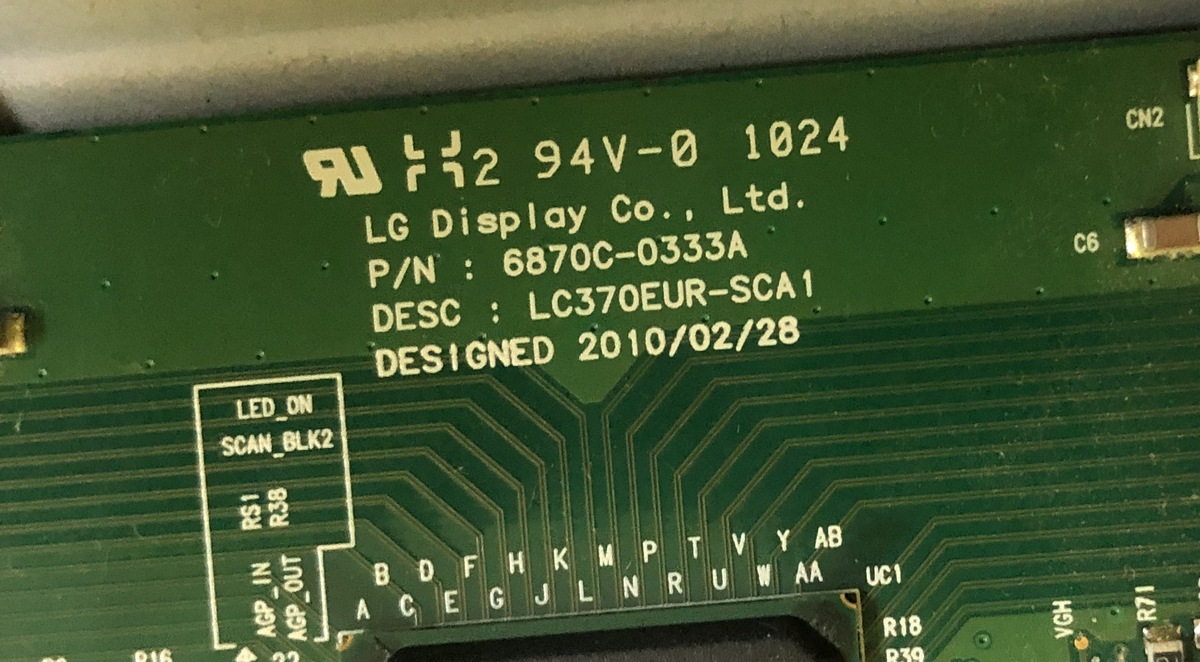 2 94V-0 1024
LG Display Co., Ltd.
P/N : 6870C-0333A
DESC : LC370EUR-SCA1
DESIGNED 2010/02/28
CN2
C6
LED_ON
SCAN_BLK2
RS1
R38
AGP_IN
AGP_OUT
B D F H K M P T V Y AB
A C E G J L N R U W AA
UC1
R18
R39
VGH
R71
R16